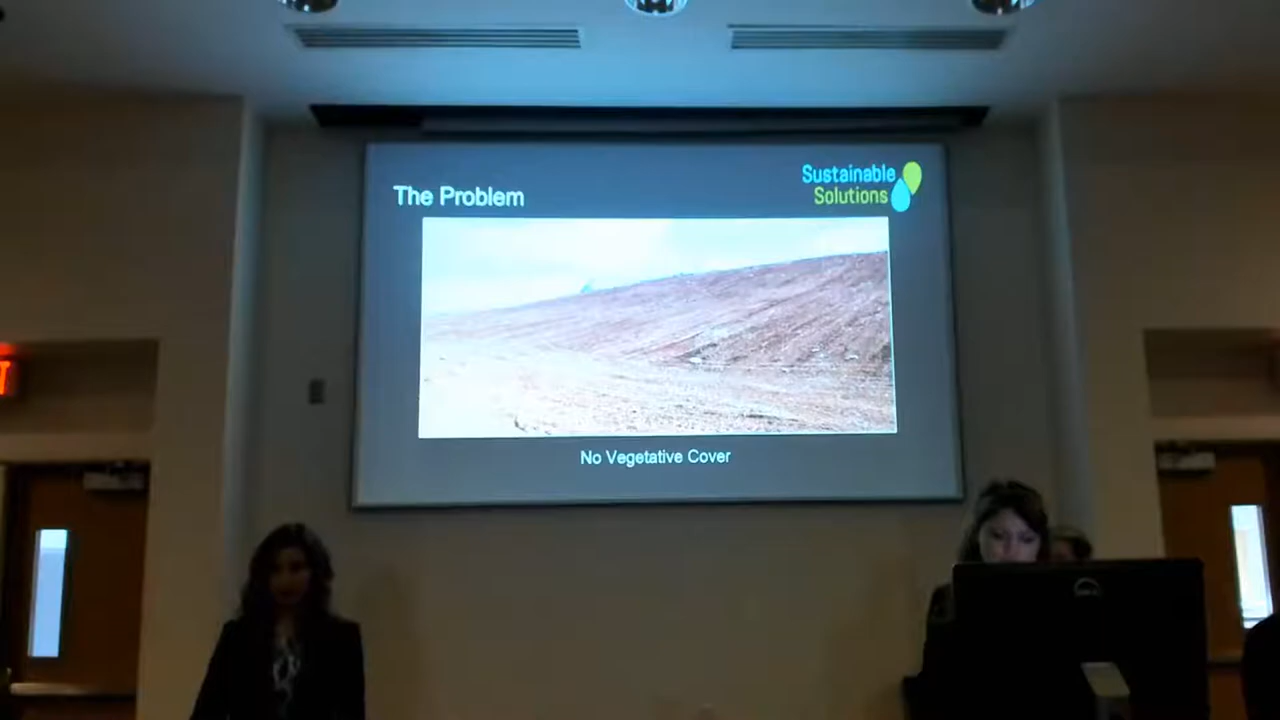 The Problem
Sustainable
Solutions
No Vegetative Cover